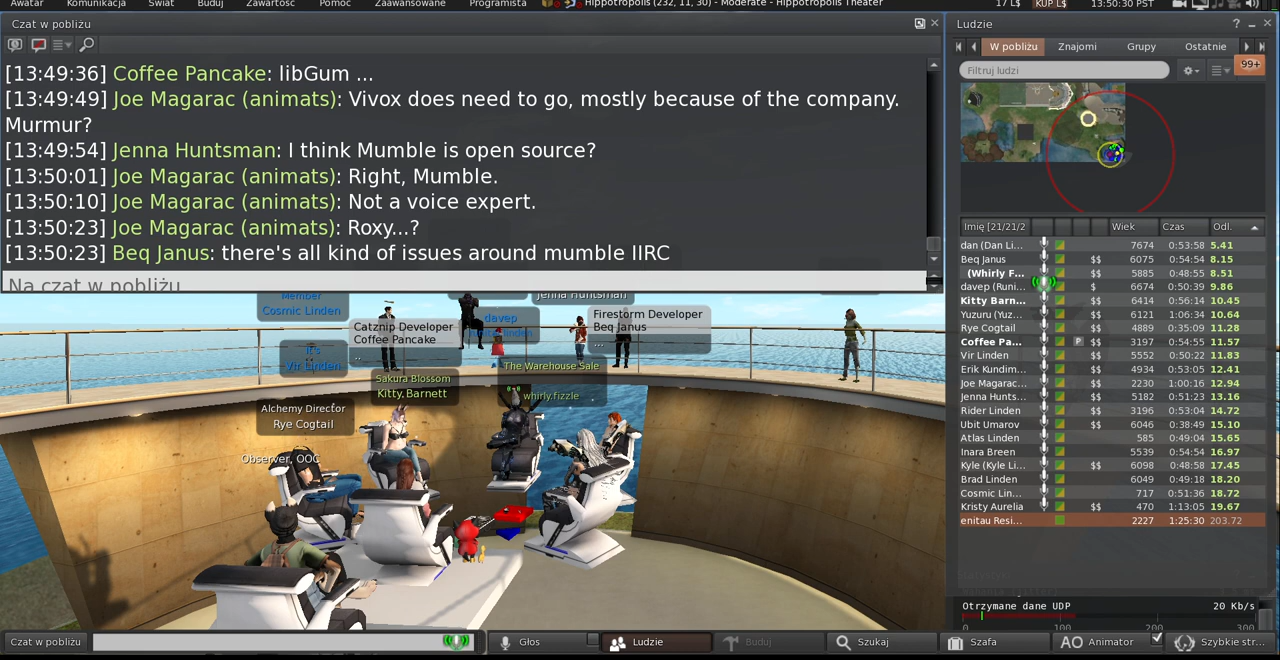 Awatar Komunikacja Świat Buduj Zawartość Pomoc Zaawansowane Programista Hippotropolis (232, 11, 30) - Moderate - Hippotropolis Theater 17 L$ KUP L$ 13:50:30 PST
Czat w pobliżu
[13:49:36] Coffee Pancake: libGum ...
[13:49:49] Joe Magarac (animats): Vivox does need to go, mostly because of the company.
Murmur?
[13:49:54] Jenna Huntsman: I think Mumble is open source?
[13:50:01] Joe Magarac (animats): Right, Mumble.
[13:50:10] Joe Magarac (animats): Not a voice expert.
[13:50:23] Joe Magarac (animats): Roxy...?
[13:50:23] Beq Janus: there's all kind of issues around mumble IIRC
Na czat w pobliżu
Member
Cosmic Linden
Jenna Huntsman
davep
Catznip Developer
Coffee Pancake
..
Firestorm Developer
Beq Janus
...
Vir Linden
Sakura Blossom
Kitty Barnett
The Warehouse Sale
whirly.fizzle
Alchemy Director
Rye Cogtail
Observer, OOC
Ludzie
W pobliżu Znajomi Grupy Ostatnie
99+
Filtruj ludzi
Imię [21/21/2 Wiek Czas Odl.
dan (Dan Li... 7674 0:53:58 5.41
Beq Janus $$ 6075 0:54:54 8.15
(Whirly F... $$ 5885 0:48:55 8.51
davep (Runi... $ 6674 0:50:39 9.86
Kitty Barn... $$ 6414 0:56:14 10.45
Yuzuru (Yuz... $$ 6121 1:06:34 10.64
Rye Cogtail $$ 4889 0:35:09 11.28
Coffee Pa... P $$ 3197 0:54:55 11.57
Vir Linden $$ 5552 0:50:22 11.83
Erik Kundim... $$ 4934 0:53:05 12.41
Joe Magarac... $$ 2230 1:00:16 12.94
Jenna Hunts... $$ 5182 0:51:23 13.16
Rider Linden $$ 3196 0:53:04 14.72
Ubit Umarov $$ 6046 0:38:49 15.10
Atlas Linden 585 0:49:04 15.65
Inara Breen 5539 0:54:54 16.97
Kyle (Kyle Li... $$ 6098 0:48:58 17.45
Brad Linden 6049 0:49:18 18.20
Cosmic Lin... 717 0:51:36 18.72
Kristy Aurelia $$ 470 1:13:05 19.67
enitau Resi... 2227 1:25:30 203.72
Otrzymane dane UDP 20 Kb/s
0 100 200 300
Czat w pobliżu Głos Ludzie Buduj Szukaj Szafa AO Animator Szybkie str...